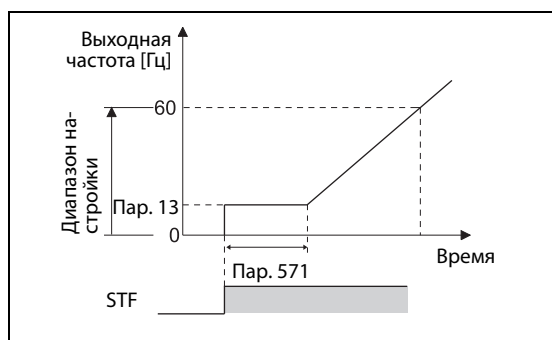 Выходная
частота [Гц]
60
Диапазон на-
стройки
Пар. 13
0
Время
Пар. 571
STF